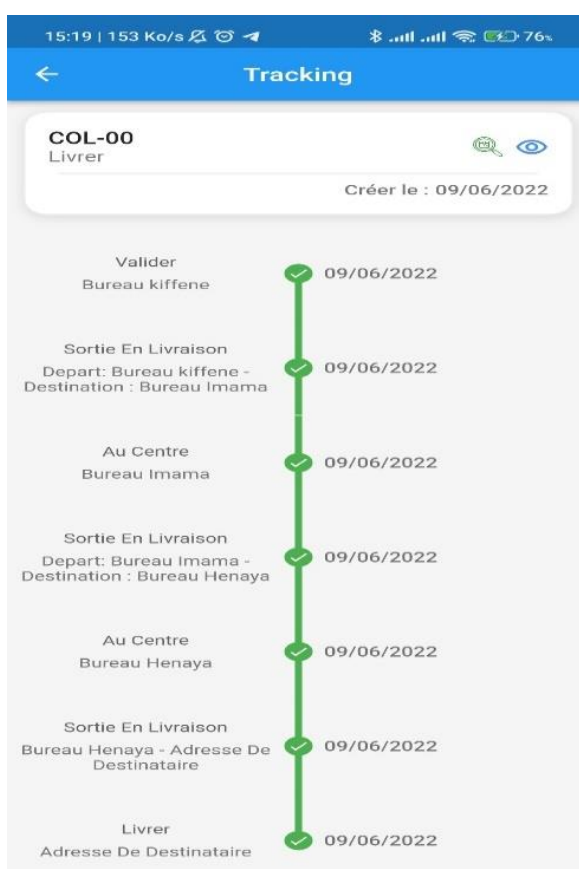 15:19 | 153 Ko/s 76%
Tracking
COL-00
Livrer
Créer le : 09/06/2022
Valider
Bureau kiffene
09/06/2022
Sortie En Livraison
Depart: Bureau kiffene -
Destination : Bureau Imama
09/06/2022
Au Centre
Bureau Imama
09/06/2022
Sortie En Livraison
Depart: Bureau Imama -
Destination : Bureau Henaya
09/06/2022
Au Centre
Bureau Henaya
09/06/2022
Sortie En Livraison
Bureau Henaya - Adresse De
Destinataire
09/06/2022
Livrer
Adresse De Destinataire
09/06/2022